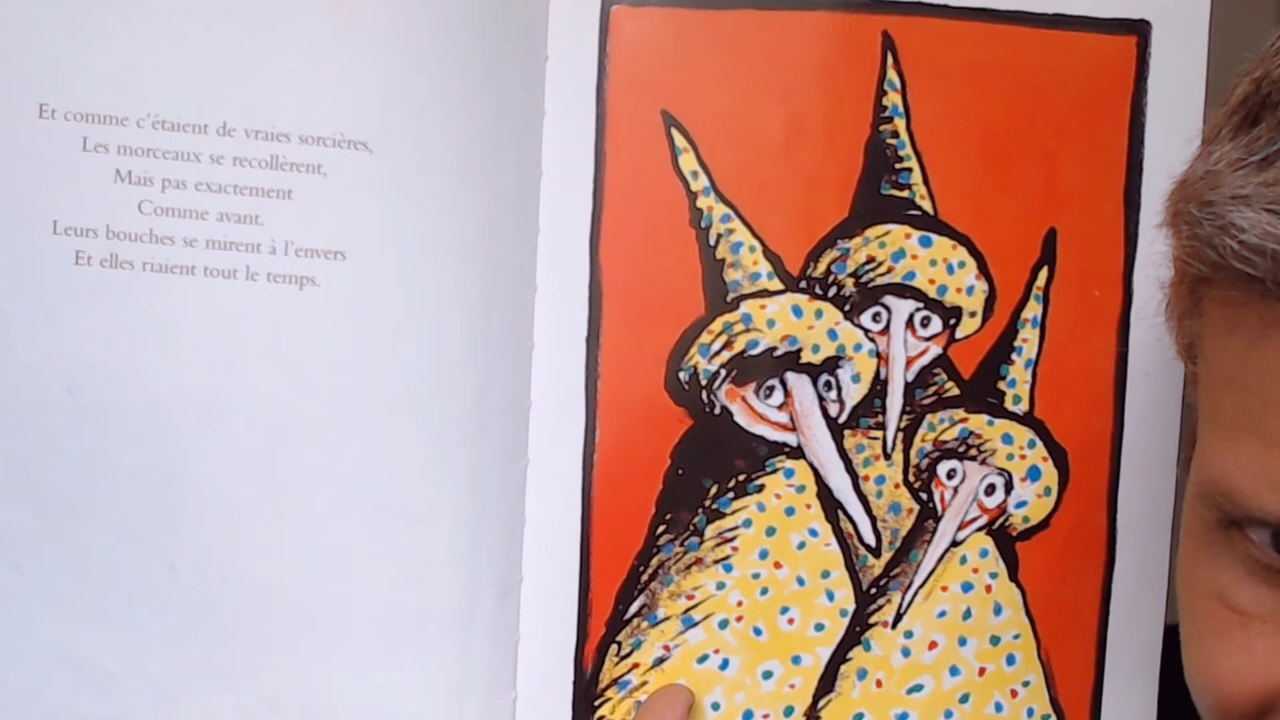 Et comme c'étaient de vraies sorcières,
Les morceaux se recollèrent,
Mais pas exactement
Comme avant.
Leurs bouches se mirent à l'envers
Et elles riaient tout le temps.